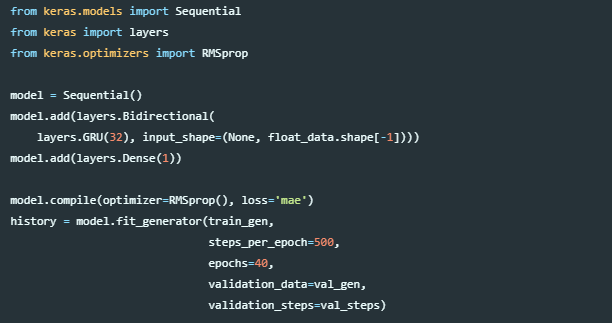 from keras.models import Sequential
from keras import layers
from keras.optimizers import RMSprop
model = Sequential()
model.add(layers.Bidirectional(
layers.GRU(32), input_shape=(None, float_data.shape[-1])))
model.add(layers.Dense(1))
model.compile(optimizer=RMSprop(), loss='mae')
history = model.fit_generator(train_gen,
steps_per_epoch=500,
epochs=40,
validation_data=val_gen,
validation_steps=val_steps)